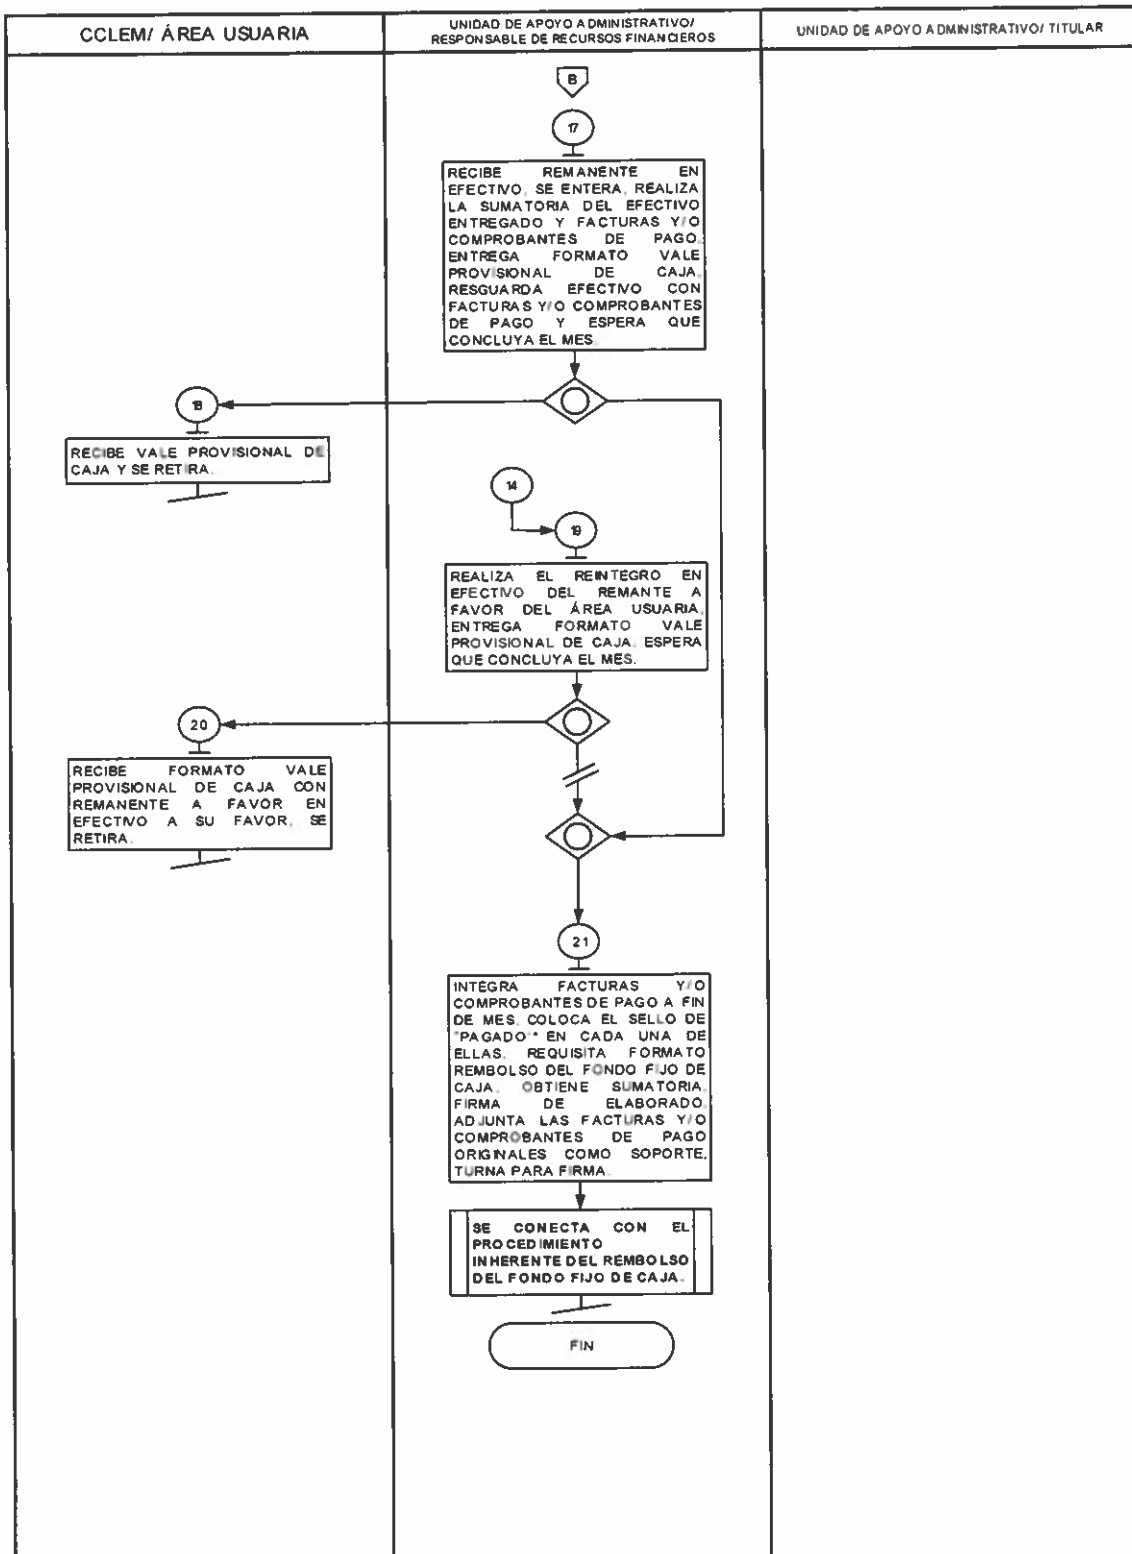 CCLEM/ ÁREA USUARIA
UNIDAD DE APOYO ADMINISTRATIVO/
RESPONSABLE DE RECURSOS FINANCIEROS
UNIDAD DE APOYO ADMINISTRATIVO/ TITULAR
B
17
RECIBE REMANENTE EN
EFECTIVO, SE ENTERA, REALIZA
LA SUMATORIA DEL EFECTIVO
ENTREGADO Y FACTURAS Y/O
COMPROBANTES DE PAGO.
ENTREGA FORMATO VALE
PROVISIONAL DE CAJA.
RESGUARDA EFECTIVO CON
FACTURAS Y/O COMPROBANTES
DE PAGO Y ESPERA QUE
CONCLUYA EL MES.
18
RECIBE VALE PROVISIONAL DE
CAJA Y SE RETIRA.
14
19
REALIZA EL REINTEGRO EN
EFECTIVO DEL REMANTE A
FAVOR DEL ÁREA USUARIA,
ENTREGA FORMATO VALE
PROVISIONAL DE CAJA. ESPERA
QUE CONCLUYA EL MES.
20
RECIBE FORMATO VALE
PROVISIONAL DE CAJA CON
REMANENTE A FAVOR EN
EFECTIVO A SU FAVOR, SE
RETIRA.
21
INTEGRA FACTURAS Y/O
COMPROBANTES DE PAGO A FIN
DE MES, COLOCA EL SELLO DE
"PAGADO" EN CADA UNA DE
ELLAS. REQUISITA FORMATO
REMBOLSO DEL FONDO FIJO DE
CAJA. OBTIENE SUMATORIA.
FIRMA DE ELABORADO.
ADJUNTA LAS FACTURAS Y/O
COMPROBANTES DE PAGO
ORIGINALES COMO SOPORTE.
TURNA PARA FIRMA.
SE CONECTA CON EL
PROCEDIMIENTO
INHERENTE DEL REMBOLSO
DEL FONDO FIJO DE CAJA.
FIN